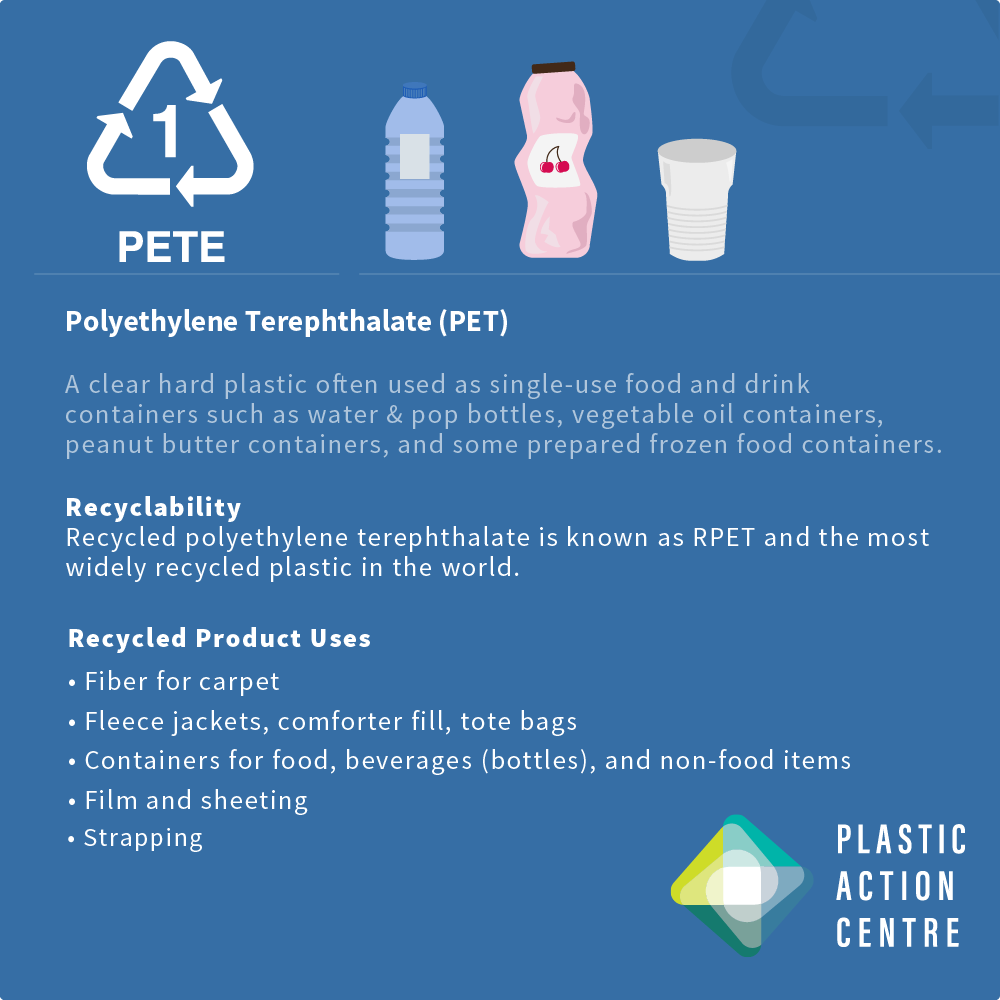 1
PETE
Polyethylene Terephthalate (PET)
A clear hard plastic often used as single-use food and drink
containers such as water & pop bottles, vegetable oil containers,
peanut butter containers, and some prepared frozen food containers.
Recyclability
Recycled polyethylene terephthalate is known as RPET and the most
widely recycled plastic in the world.
Recycled Product Uses
• Fiber for carpet
• Fleece jackets, comforter fill, tote bags
• Containers for food, beverages (bottles), and non-food items
• Film and sheeting
• Strapping
PLASTIC
ACTION
CENTRE